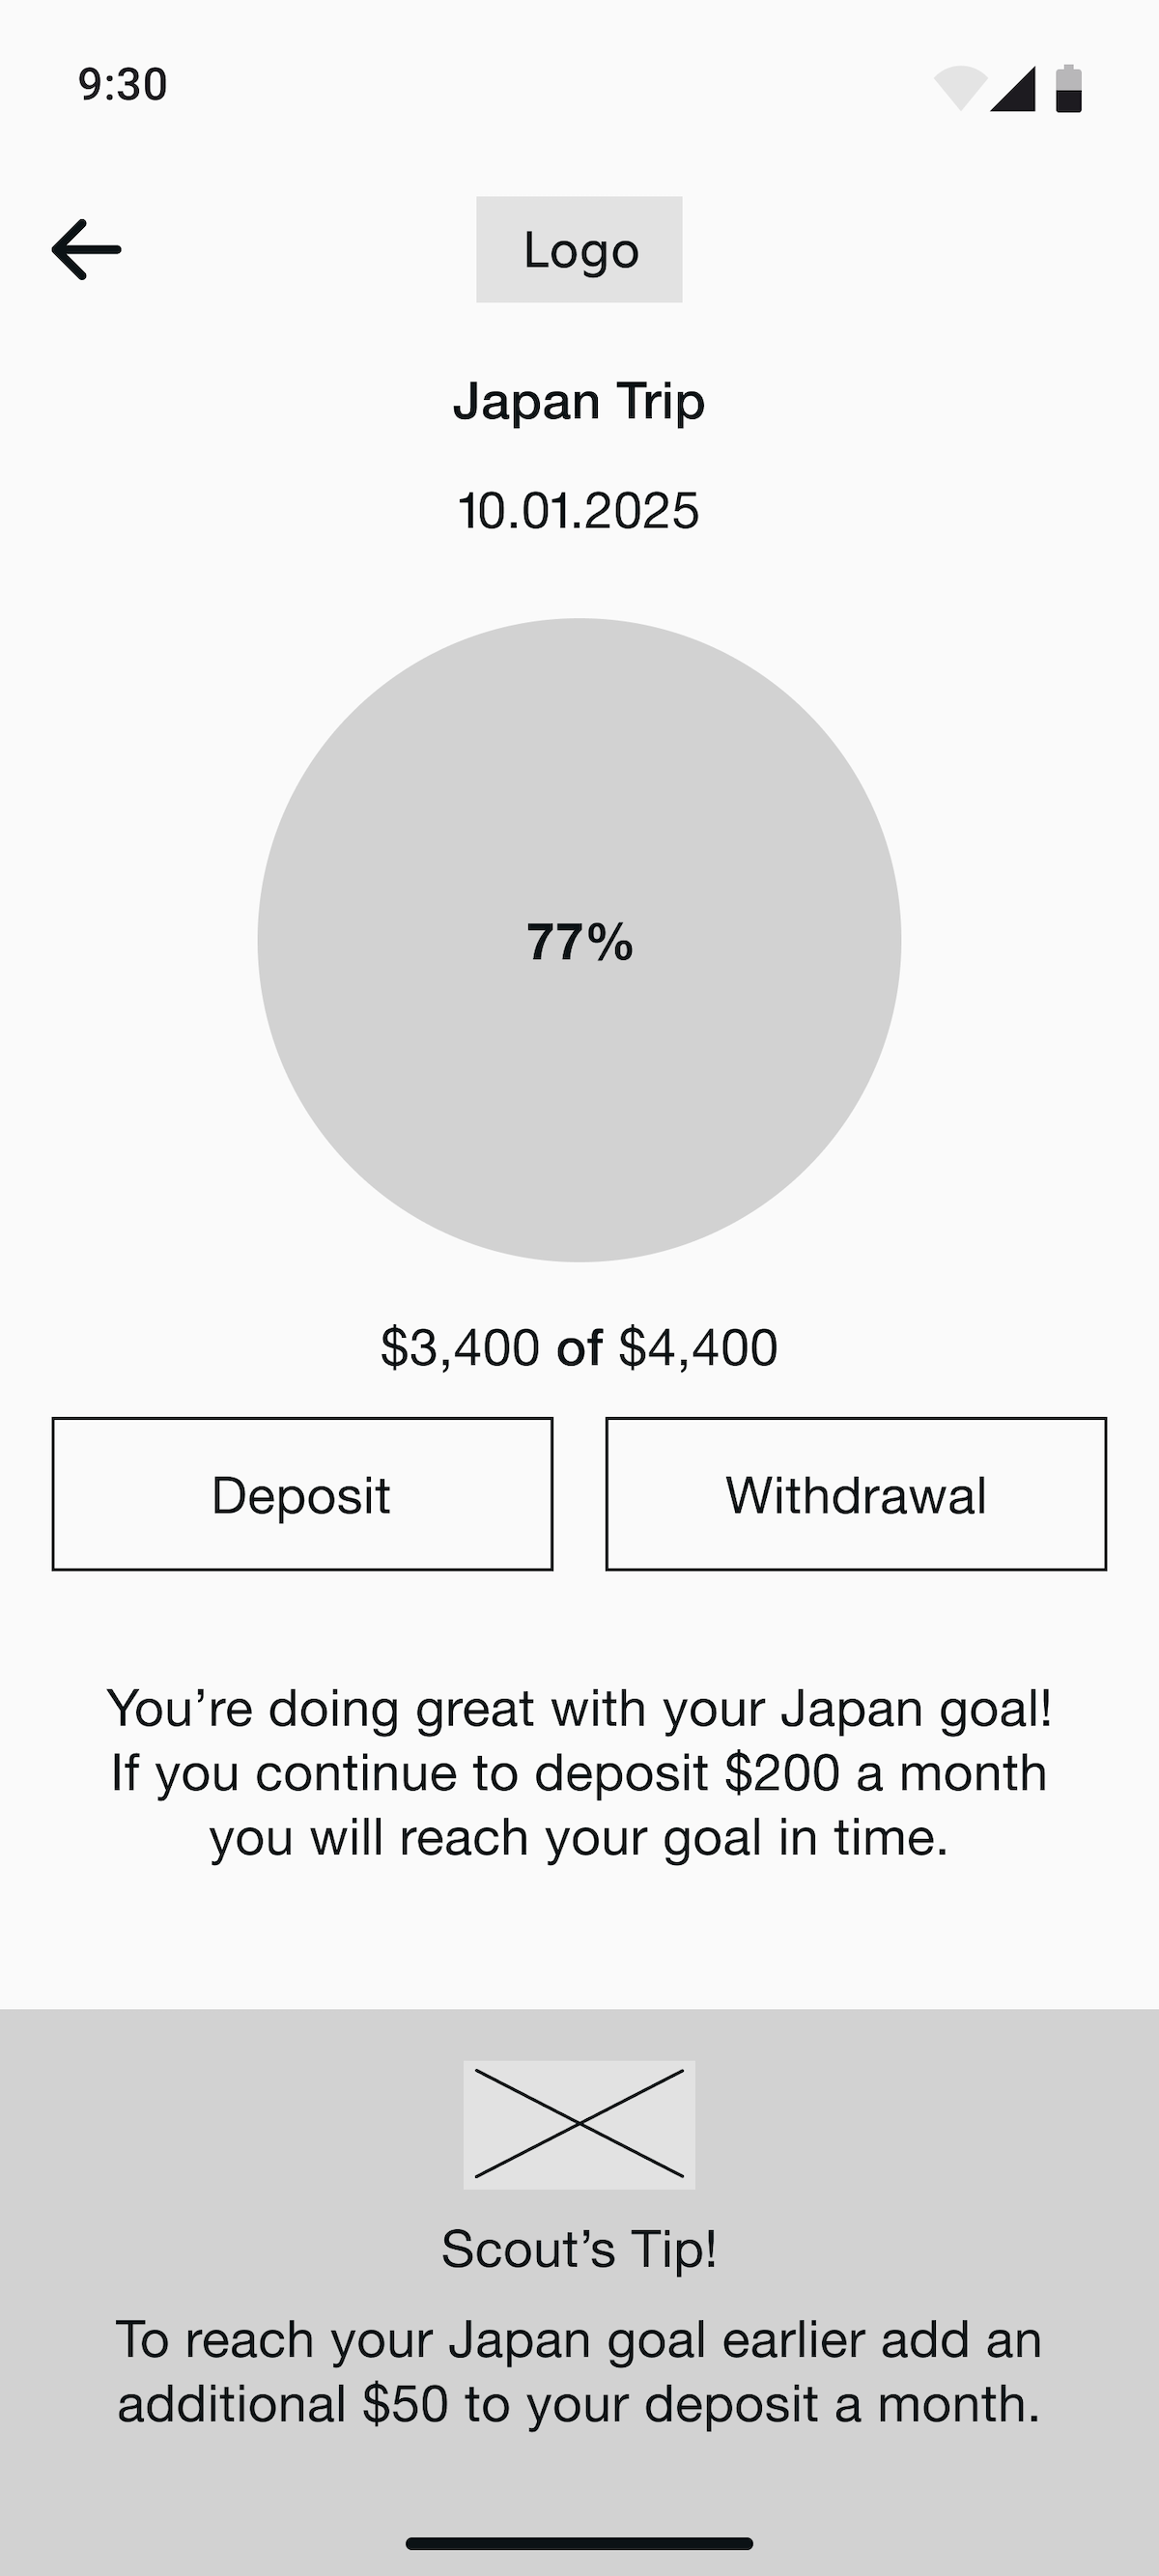 9:30
Logo
Japan Trip
10.01.2025
77%
$3,400 of $4,400
Deposit
Withdrawal
You’re doing great with your Japan goal!
If you continue to deposit $200 a month
you will reach your goal in time.
Scout’s Tip!
To reach your Japan goal earlier add an
additional $50 to your deposit a month.